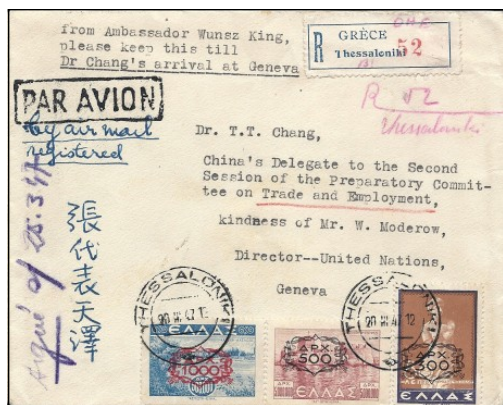 from Ambassador Wunsz King,
please keep this till
Dr Chang's arrival at Geneva
GRÈCE
R Thessaloniki 52
PAR AVION
by air mail
registered
R 52
Thessaloniki
Dr. T.T. Chang,
China's Delegate to the Second
Session of the Preparatory Commit-
tee on Trade and Employment,
kindness of Mr. W. Moderow,
Director--United Nations,
Geneva
張代表天澤
THESSALONIKI
THESSALONIKI
ΕΛΛΑΣ
1000
ΔΡΧ.
500
ΕΛΛΑΣ
ΔΡΧ.
300
ΕΛΛΑΣ